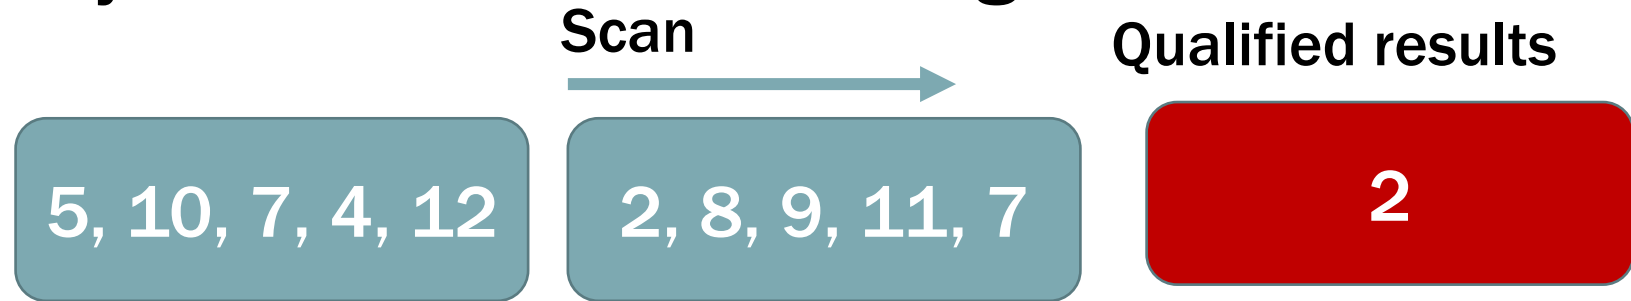 Scan
Qualified results
5, 10, 7, 4, 12
2, 8, 9, 11, 7
2